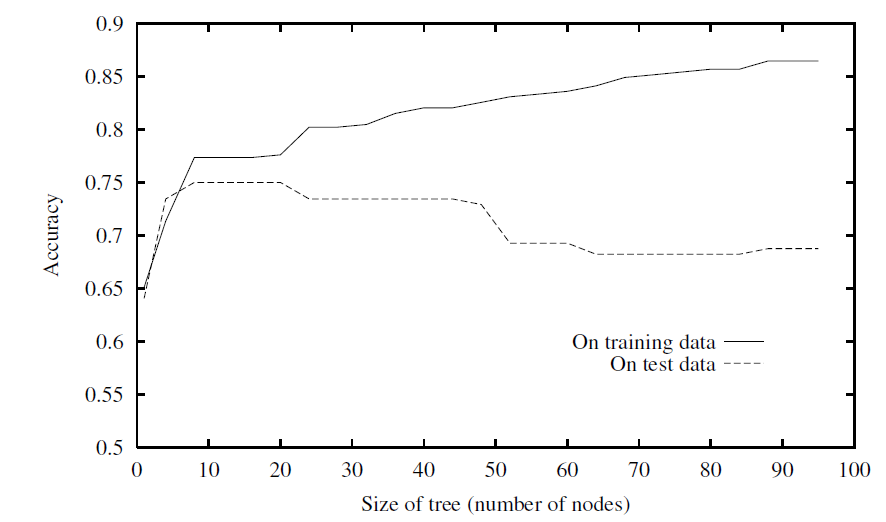 0.9
0.85
0.8
0.75
0.7
0.65
0.6
0.55
0.5
Accuracy
On training data
On test data
0 10 20 30 40 50 60 70 80 90 100
Size of tree (number of nodes)